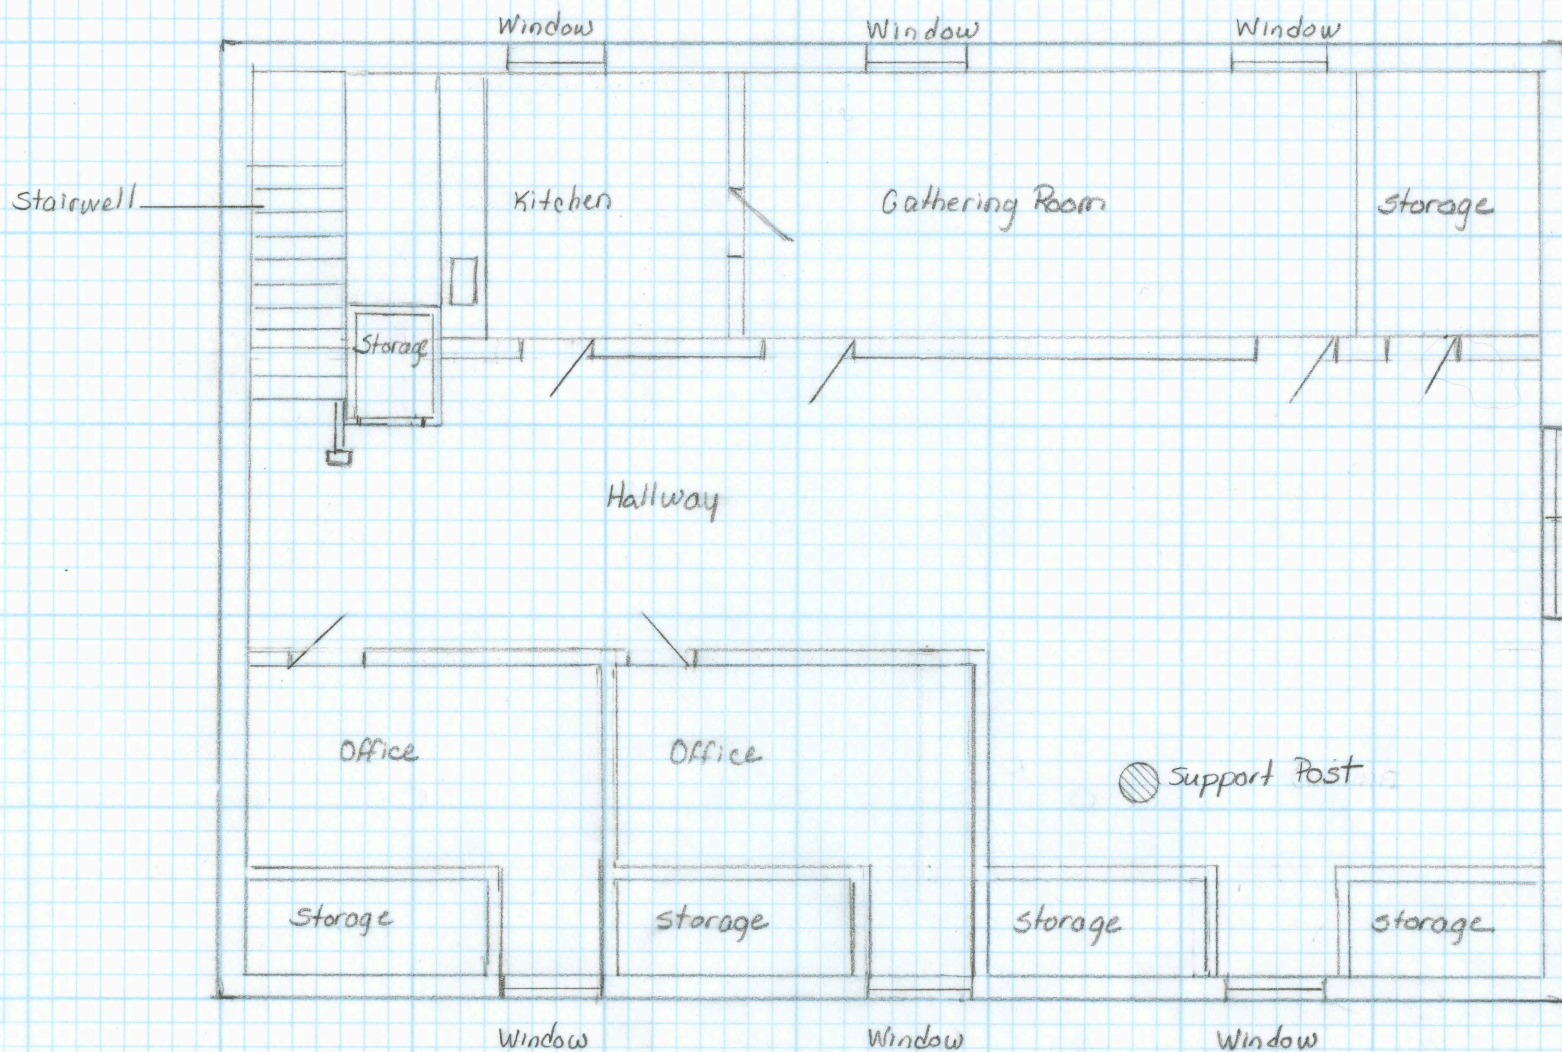 Window
Window
Window
Stairwell
Kitchen
Gathering Room
Storage
Storage
Hallway
Office
Office
Support Post
Storage
Storage
Storage
Storage
Window
Window
Window